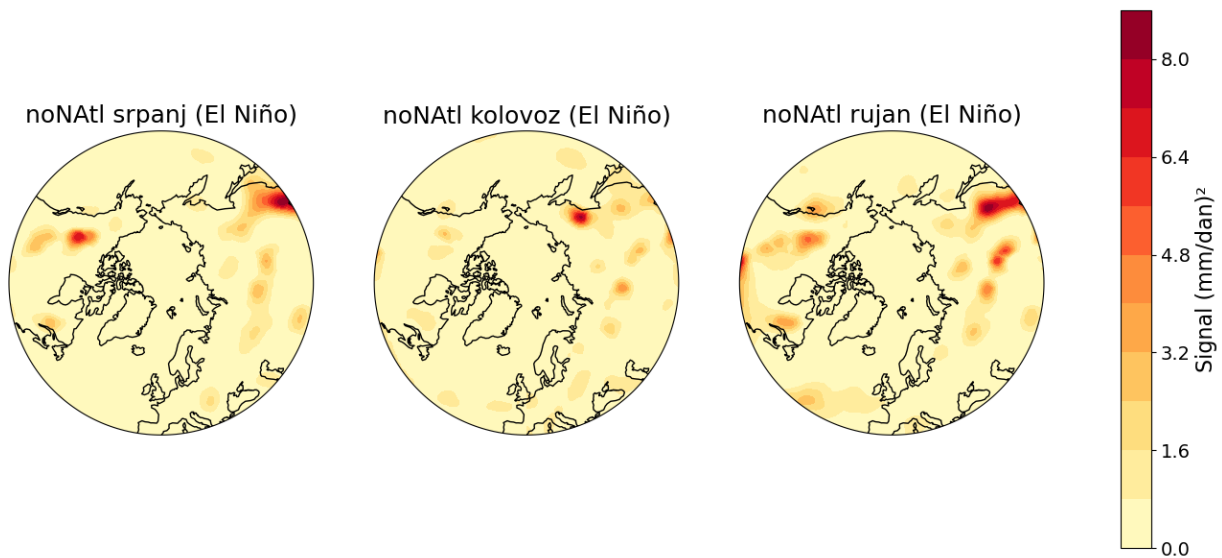 noNAtl srpanj (El Niño)
noNAtl kolovoz (El Niño)
noNAtl rujan (El Niño)
8.0
6.4
4.8
3.2
1.6
0.0
Signal (mm/dan)²